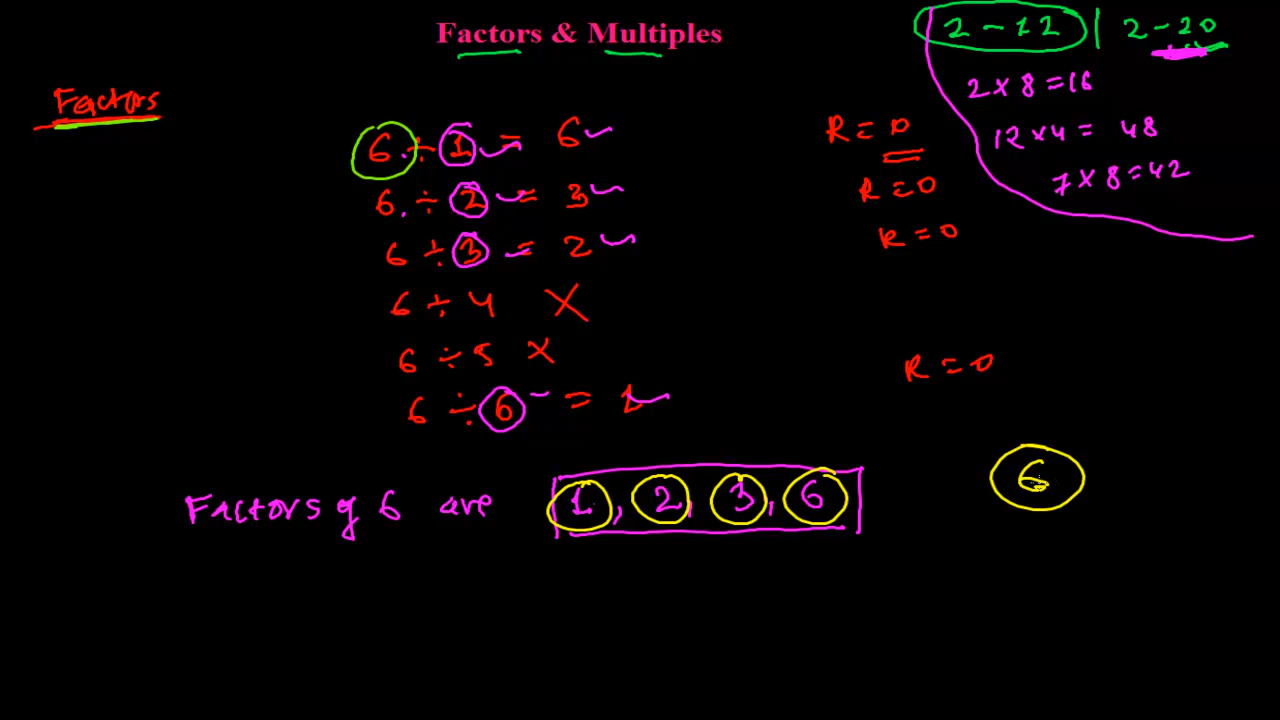 Factors & Multiples
2 - 12 | 2 - 20
Factors
2 × 8 = 16
12 × 4 = 48
7 × 8 = 42
6 ÷ 1 = 6 ✓ R = 0
6 ÷ 2 = 3 ✓ R = 0
6 ÷ 3 = 2 ✓ R = 0
6 ÷ 4 ×
6 ÷ 5 ×
6 ÷ 6 = 1 ✓ R = 0
Factors of 6 are 1, 2, 3, 6
6